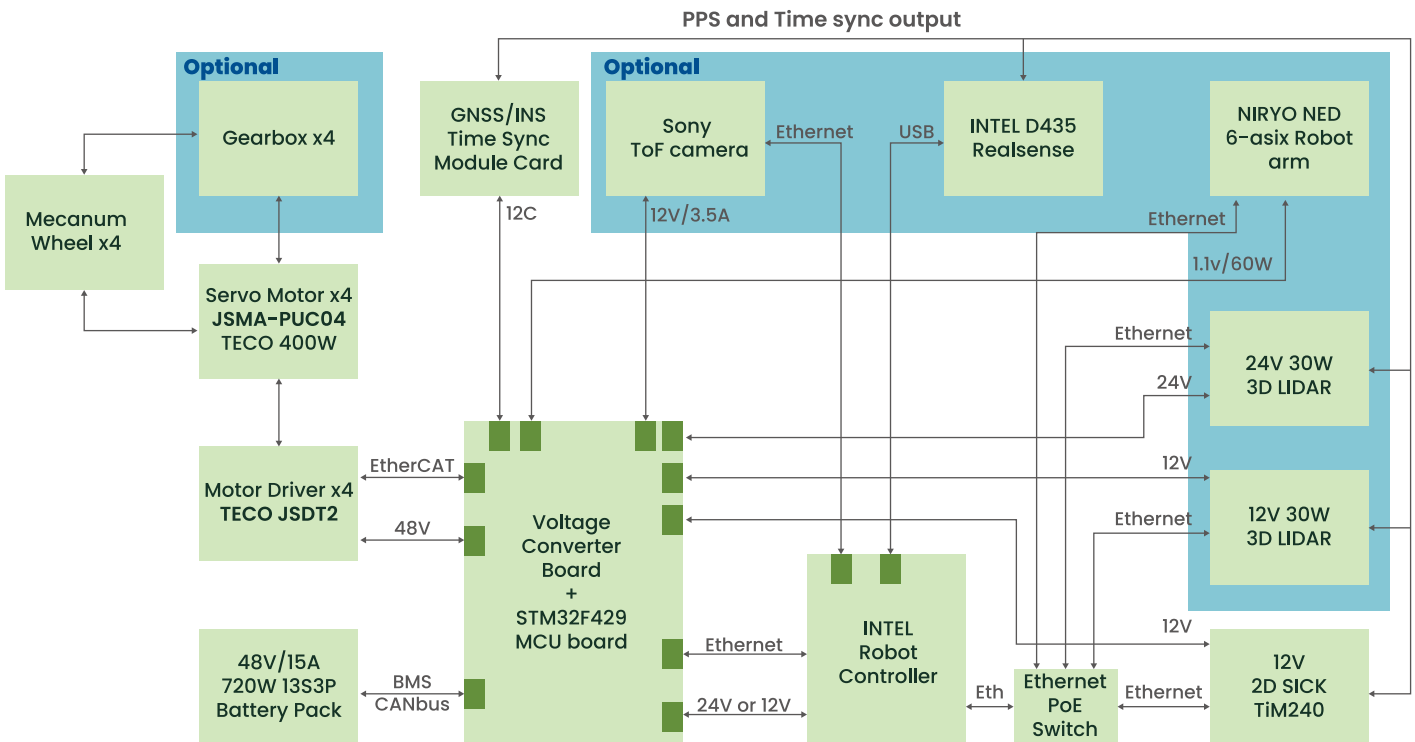 PPS and Time sync output
Optional
Gearbox x4
Mecanum
Wheel x4
Servo Motor x4
JSMA-PUC04
TECO 400W
Motor Driver x4
TECO JSDT2
48V/15A
720W 13S3P
Battery Pack
EtherCAT
48V
BMS
CANbus
GNSS/INS
Time Sync
Module Card
12C
Voltage
Converter
Board
+
STM32F429
MCU board
Optional
Sony
ToF camera
Ethernet
12V/3.5A
USB
INTEL D435
Realsense
NIRYO NED
6-asix Robot
arm
Ethernet
1.1v/60W
Ethernet
24V
24V 30W
3D LIDAR
12V
Ethernet
12V 30W
3D LIDAR
12V
12V
2D SICK
TiM240
Ethernet
24V or 12V
INTEL
Robot
Controller
Eth
Ethernet
PoE
Switch
Ethernet